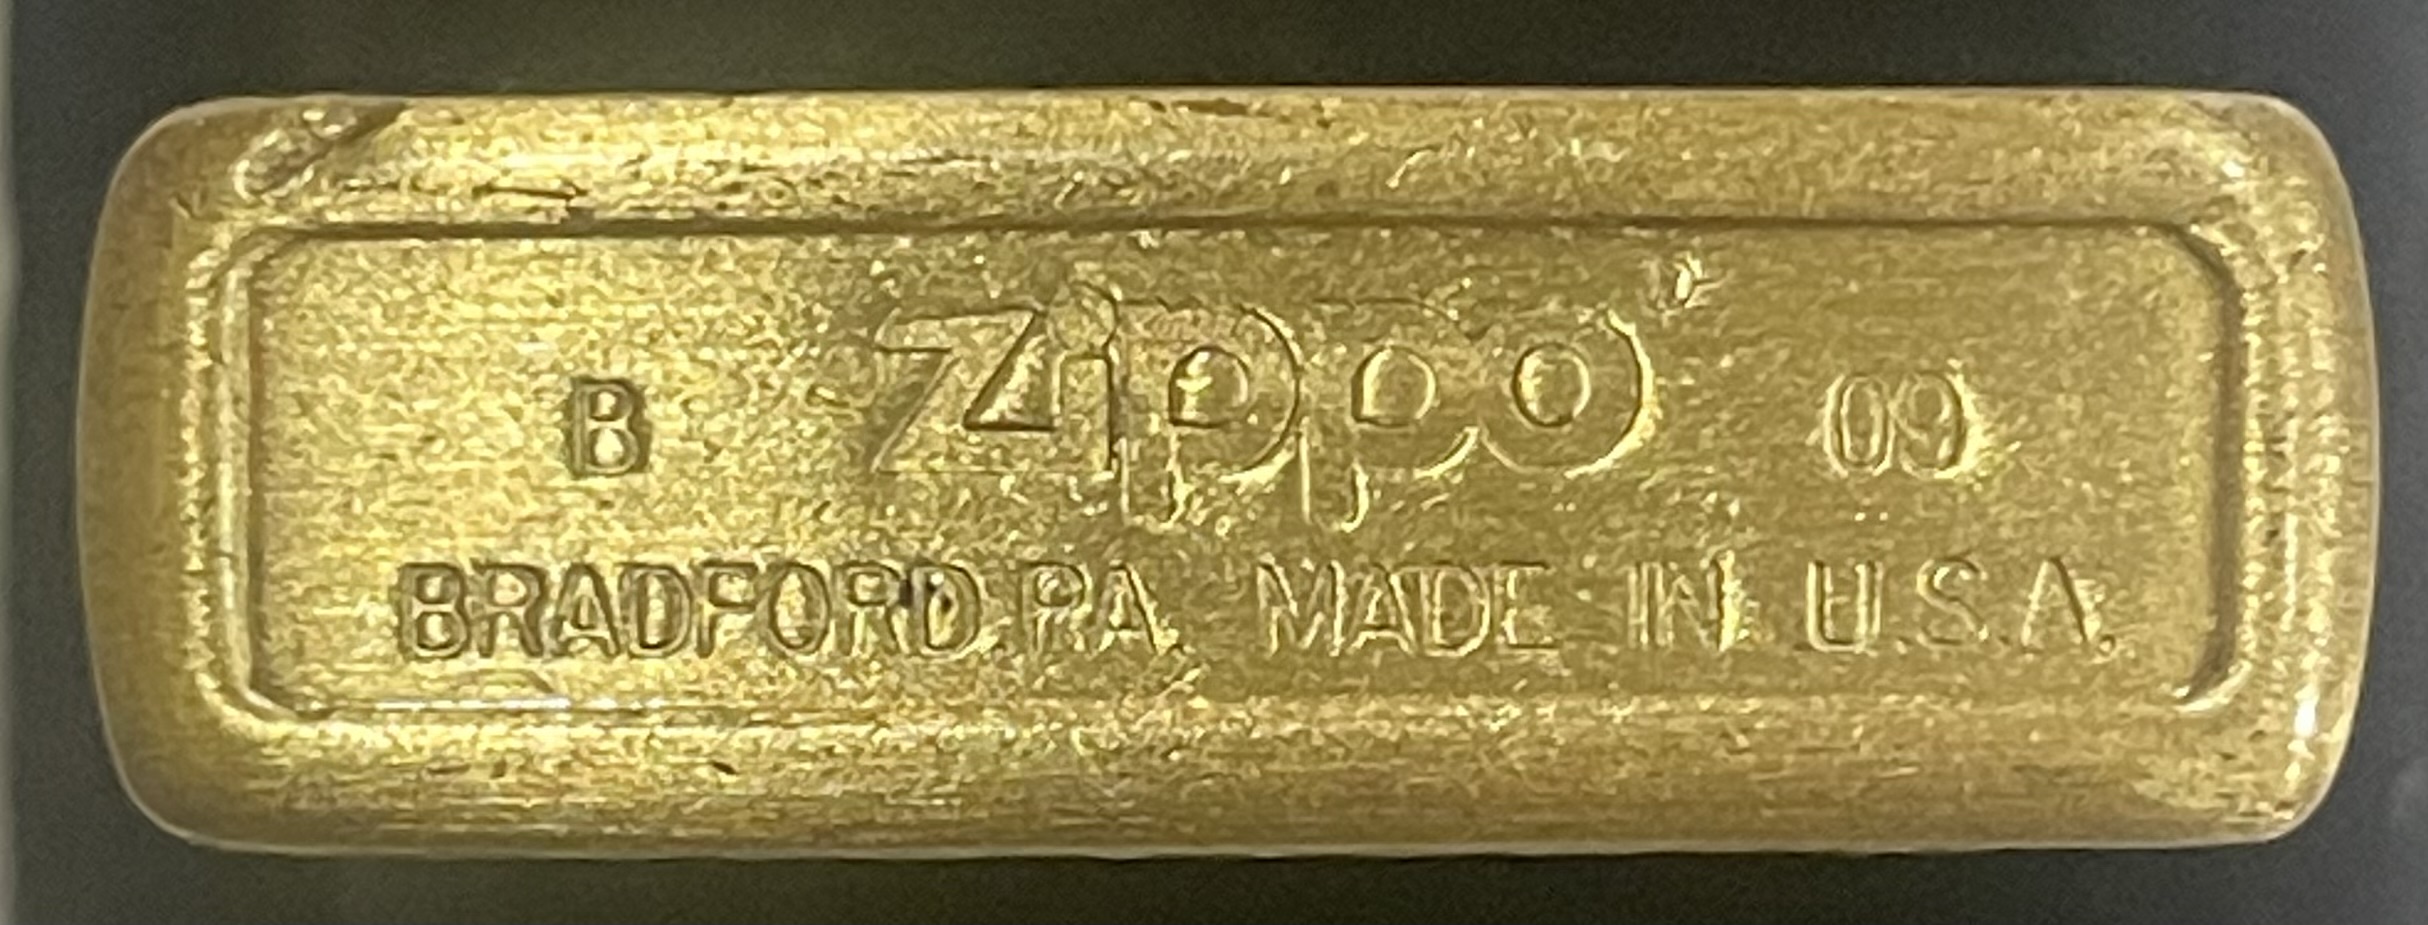 B zippo® 09
BRADFORD.PA. MADE IN U.S.A.